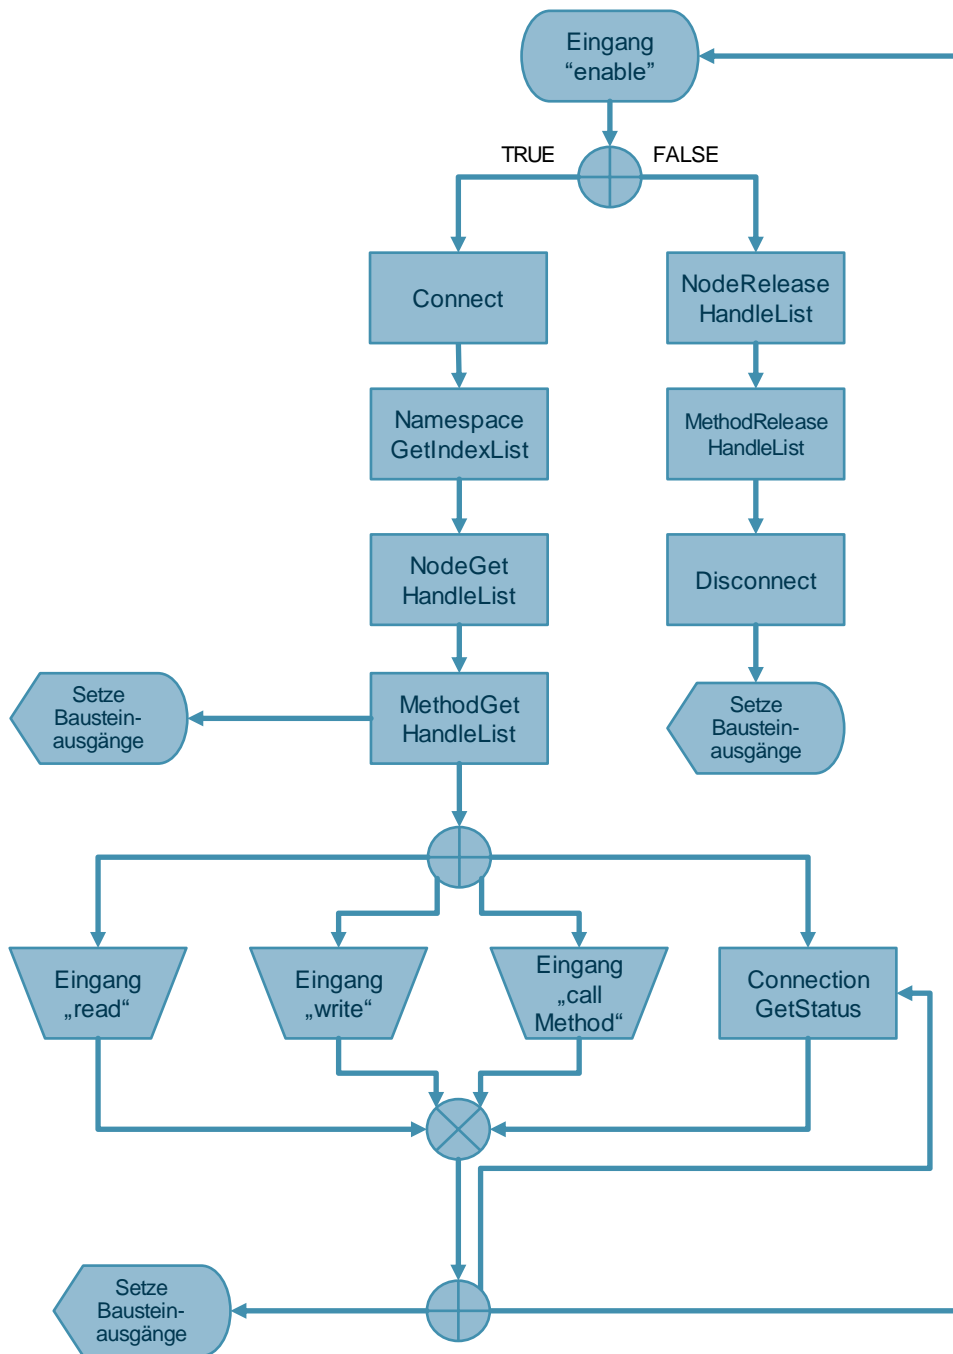 Eingang
“enable”
TRUE
FALSE
Connect
NodeRelease
HandleList
Namespace
GetIndexList
MethodRelease
HandleList
NodeGet
HandleList
Disconnect
Setze
Baustein-
ausgänge
MethodGet
HandleList
Setze
Baustein-
ausgänge
Eingang
„read“
Eingang
„write“
Eingang
„call
Method“
Connection
GetStatus
Setze
Baustein-
ausgänge